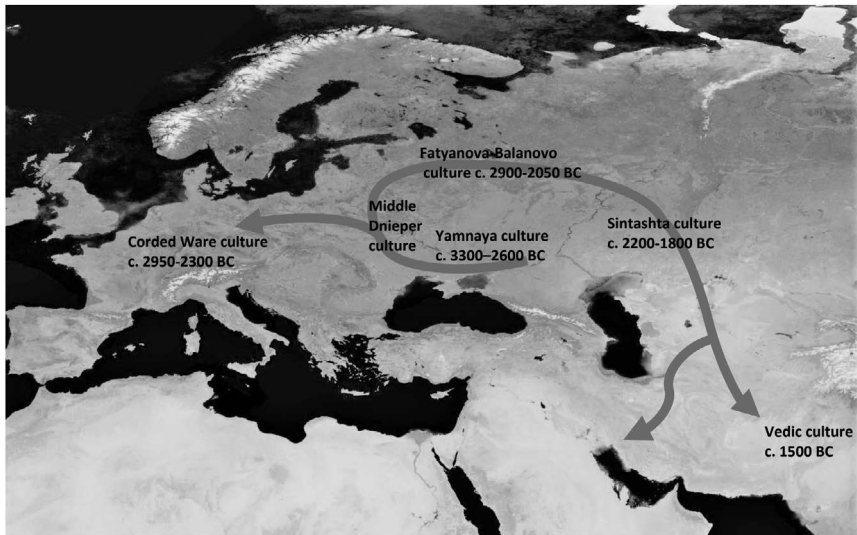 Fatyanova-Balanovo
culture c. 2900-2050 BC
Middle
Dnieper
culture
Yamnaya culture
c. 3300–2600 BC
Sintashta culture
c. 2200-1800 BC
Corded Ware culture
c. 2950-2300 BC
Vedic culture
c. 1500 BC